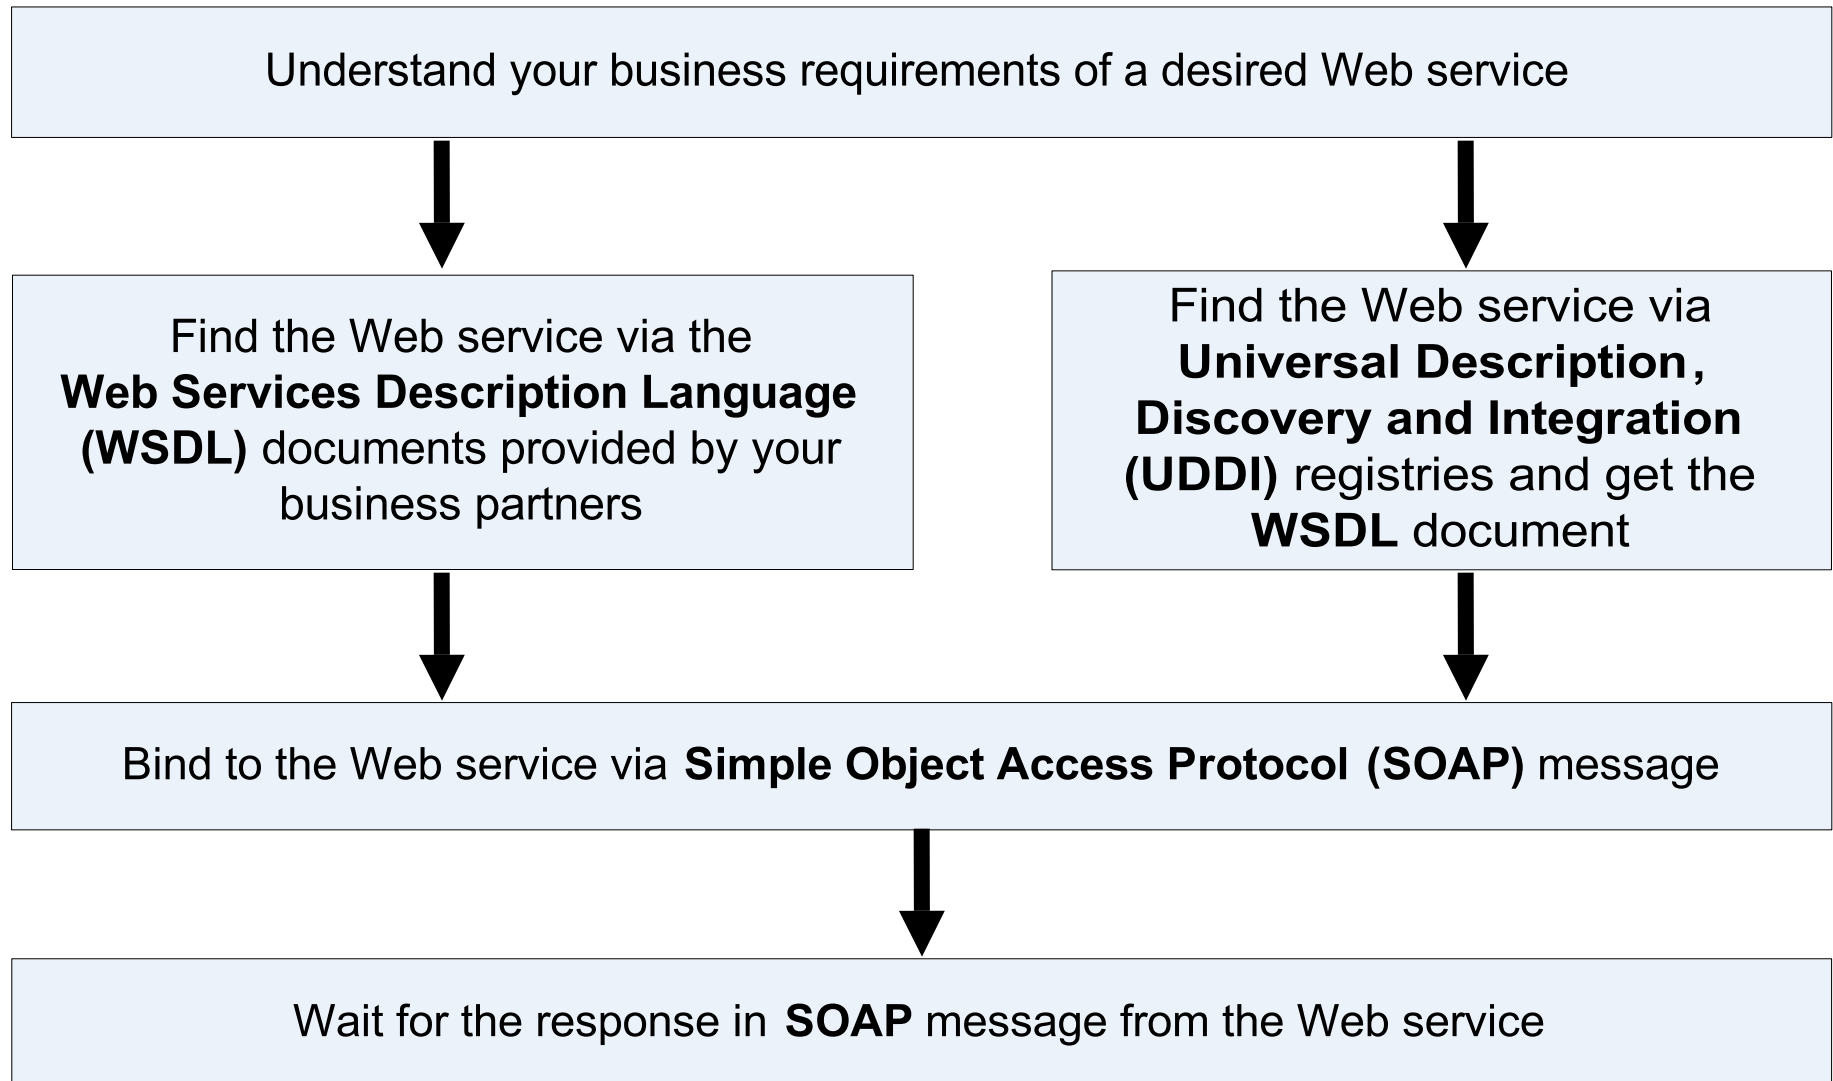 Understand your business requirements of a desired Web service
Find the Web service via the
Web Services Description Language
(WSDL) documents provided by your
business partners
Find the Web service via
Universal Description,
Discovery and Integration
(UDDI) registries and get the
WSDL document
Bind to the Web service via Simple Object Access Protocol (SOAP) message
Wait for the response in SOAP message from the Web service